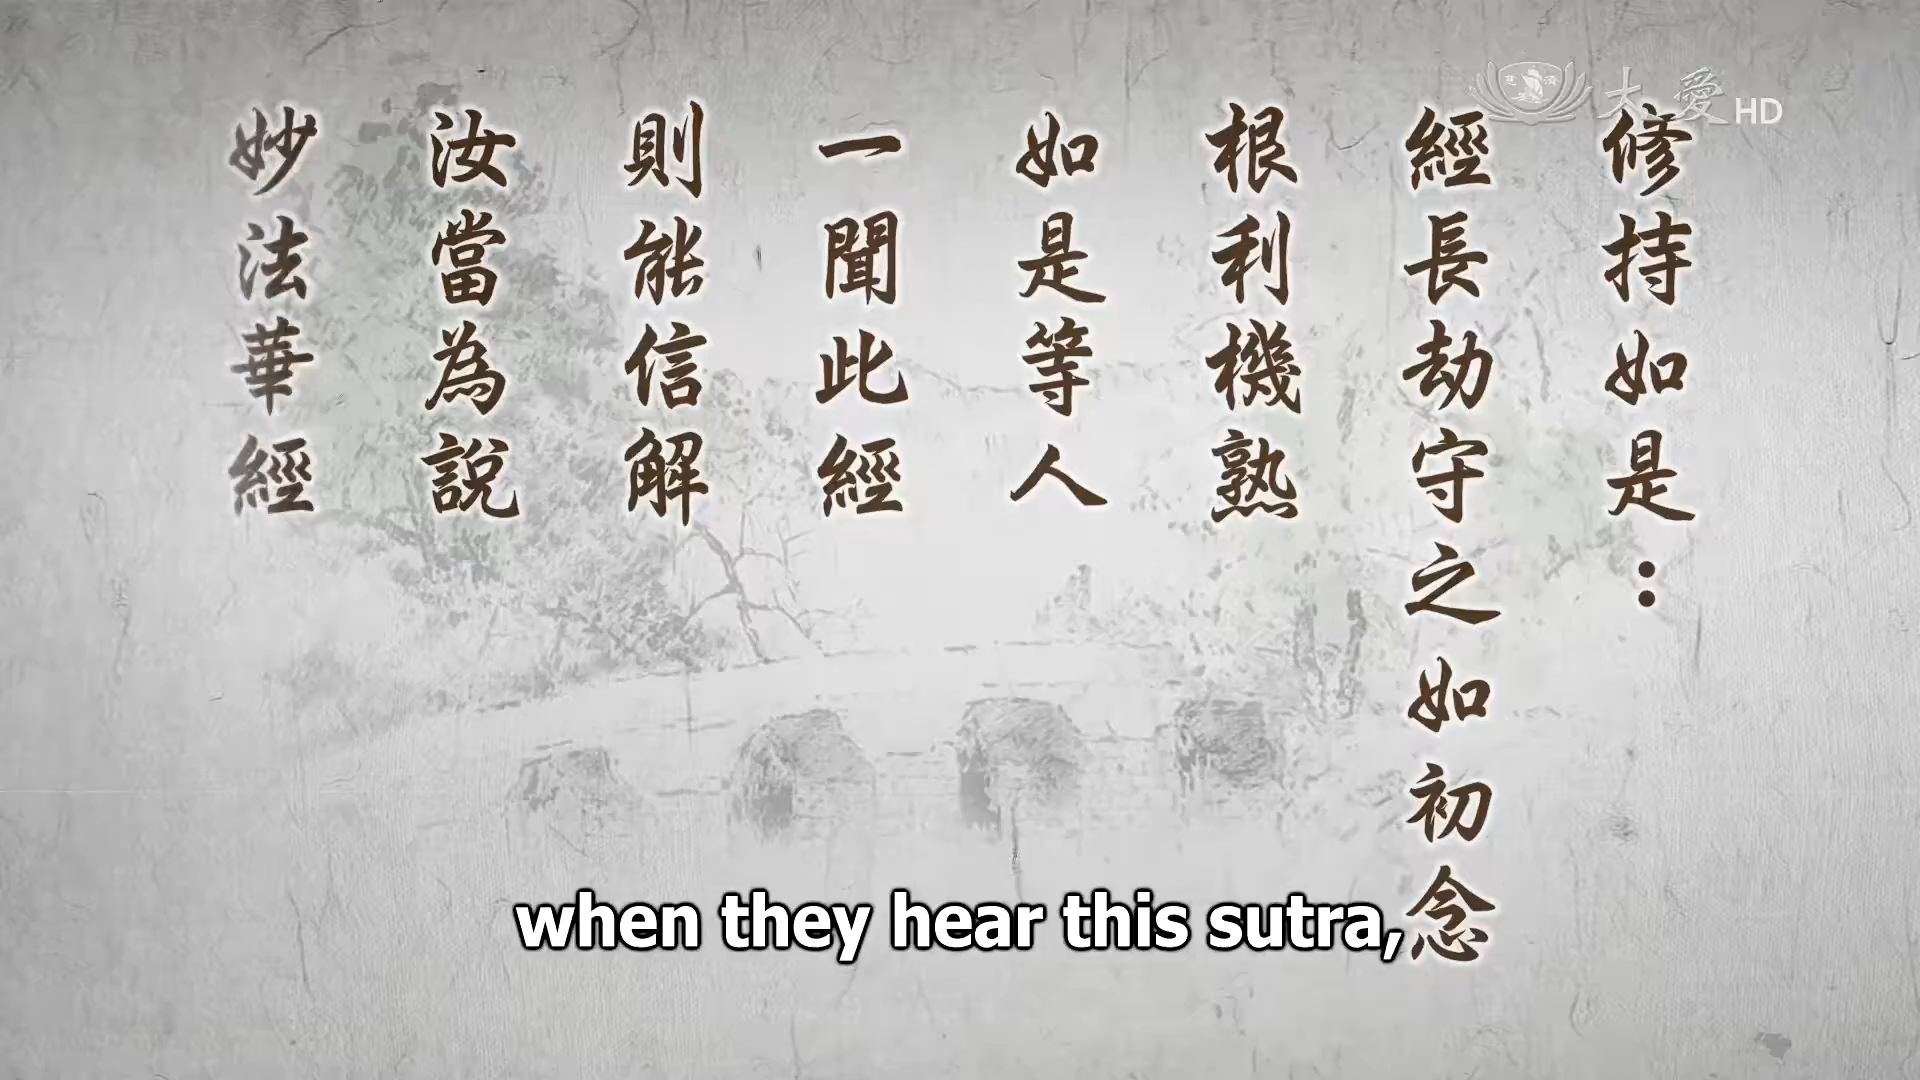 大愛HD
修持如是：
經長劫守之如初念
根利機熟
如是等人
一聞此經
則能信解
汝當為說
妙法華經
when they hear this sutra,